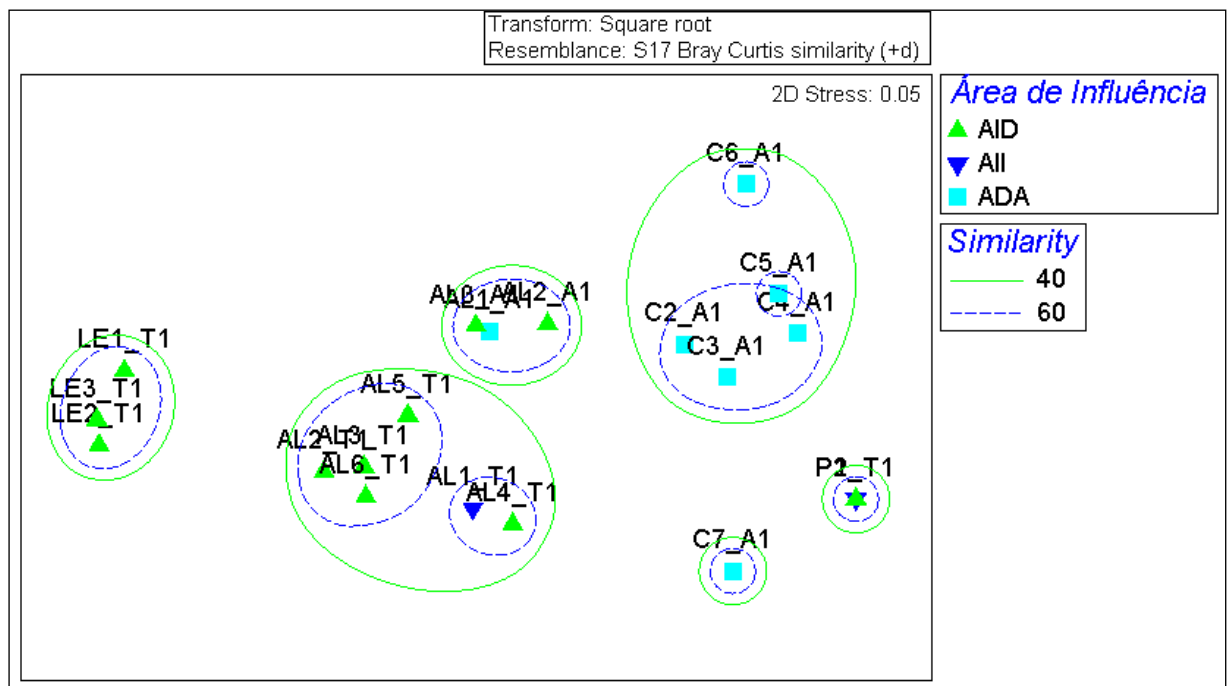 Transform: Square root
Resemblance: S17 Bray Curtis similarity (+d)
2D Stress: 0.05
Área de Influência
AID
AII
ADA
Similarity
40
60
C6_A1
C5_A1
C4_A1
C2_A1
C3_A1
AL2_A1
LE1_T1
LE3_T1
LE2_T1
AL5_T1
AL3_T1
AL6_T1
AL1_T1
AL4_T1
C7_A1